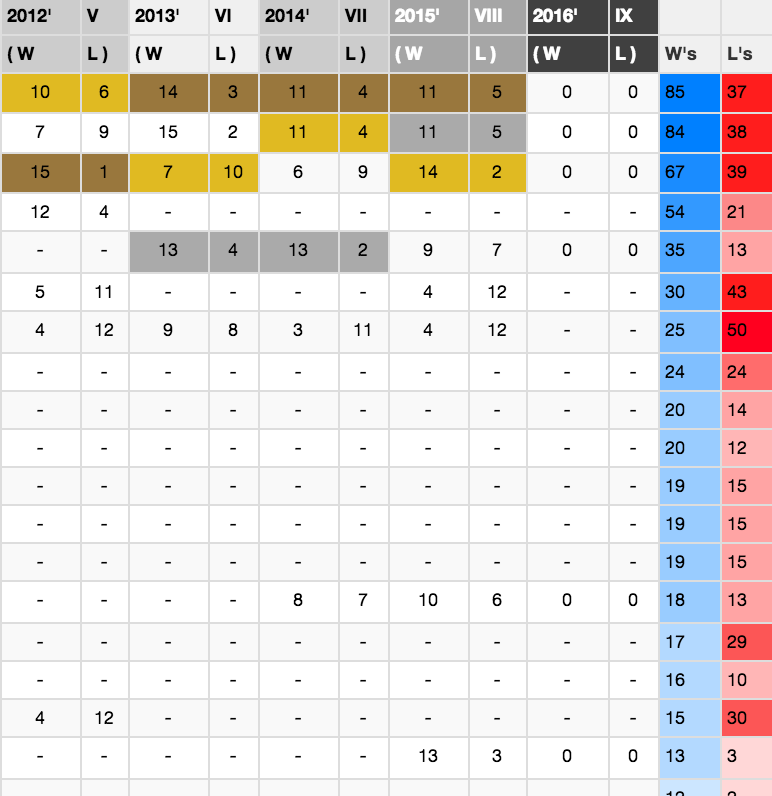 2012' V 2013' VI 2014' VII 2015' VIII 2016' IX
( W L ) ( W L ) ( W L ) ( W L ) ( W L ) W's L's
10 6 14 3 11 4 11 5 0 0 85 37
7 9 15 2 11 4 11 5 0 0 84 38
15 1 7 10 6 9 14 2 0 0 67 39
12 4 - - - - - - - - 54 21
- - 13 4 13 2 9 7 0 0 35 13
5 11 - - - - 4 12 - - 30 43
4 12 9 8 3 11 4 12 - - 25 50
- - - - - - - - - - 24 24
- - - - - - - - - - 20 14
- - - - - - - - - - 20 12
- - - - - - - - - - 19 15
- - - - - - - - - - 19 15
- - - - - - - - - - 19 15
- - - - 8 7 10 6 0 0 18 13
- - - - - - - - - - 17 29
- - - - - - - - - - 16 10
4 12 - - - - - - - - 15 30
- - - - - - 13 3 0 0 13 3